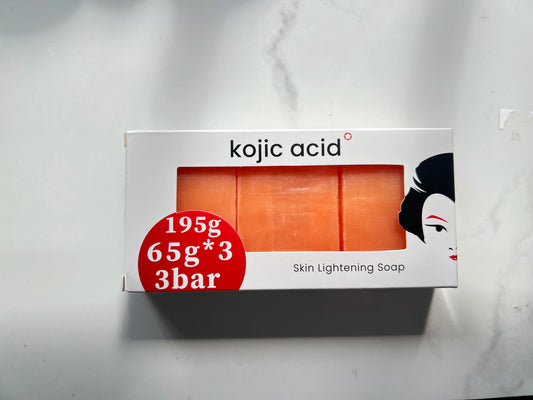 kojic acid
195g
65g*3
3bar
Skin Lightening Soap